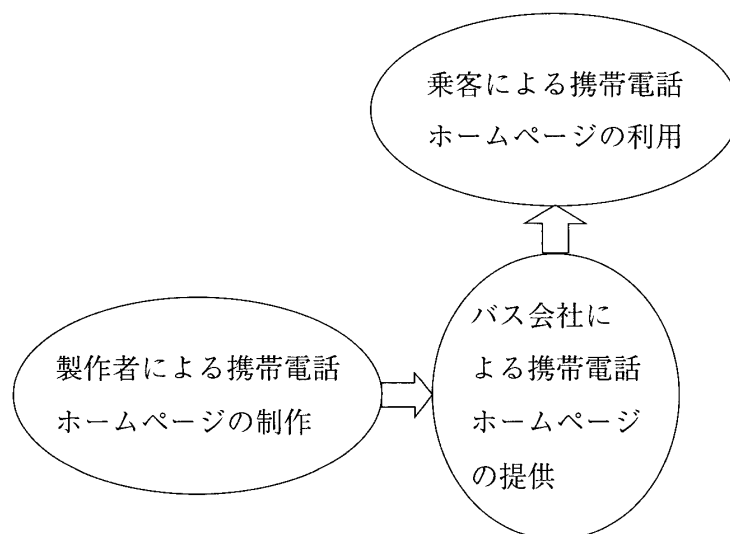 乗客による携帯電話
ホームページの利用
製作者による携帯電話
ホームページの制作
バス会社に
よる携帯電話
ホームページ
の提供